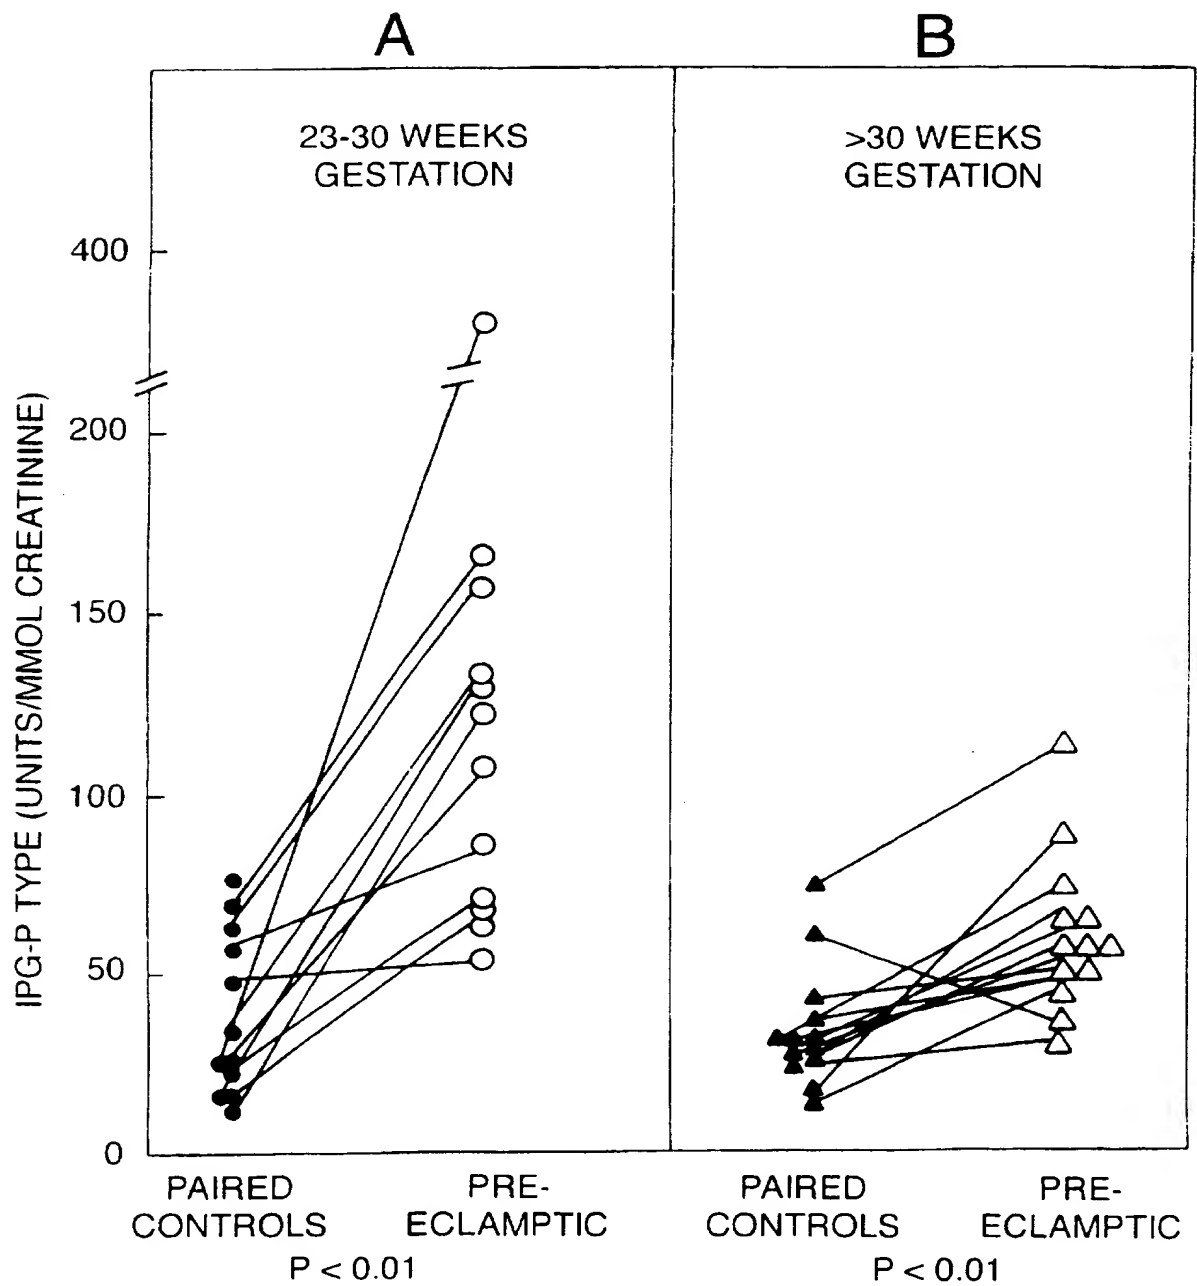 A
B
23-30 WEEKS
GESTATION
>30 WEEKS
GESTATION
400
200
150
100
50
0
IPG-P TYPE (UNITS/MMOL CREATININE)
PAIRED
CONTROLS
PRE-
ECLAMPTIC
P < 0.01
PAIRED
CONTROLS
PRE-
ECLAMPTIC
P < 0.01